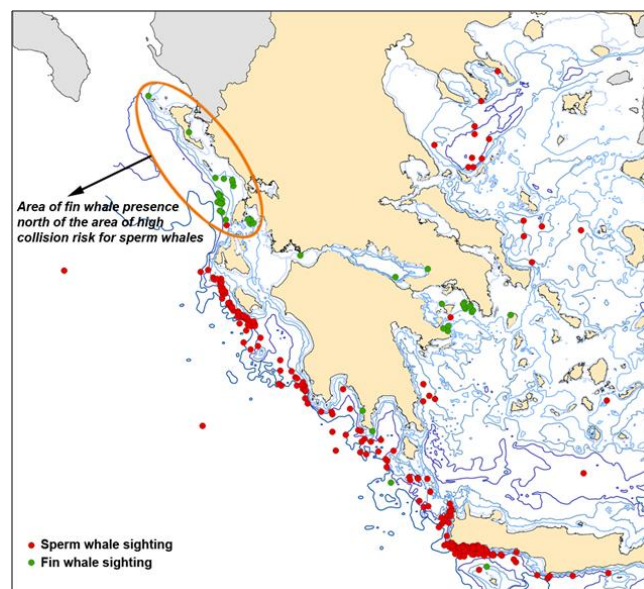 Area of fin whale presence
north of the area of high
collision risk for sperm whales
Sperm whale sighting
Fin whale sighting